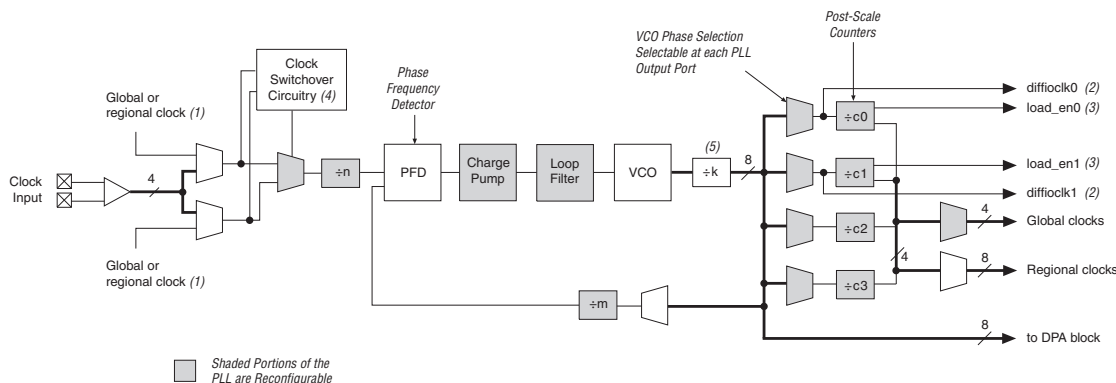 Post-Scale
Counters
VCO Phase Selection
Selectable at each PLL
Output Port
Clock
Switchover
Circuitry (4)
Phase
Frequency
Detector
Global or
regional clock (1)
diffioclk0 (2)
load_en0 (3)
÷c0
4
Clock
Input
÷n
PFD
Charge
Pump
Loop
Filter
VCO
(5)
÷k
8
÷c1
load_en1 (3)
diffioclk1 (2)
÷c2
4
Global clocks
Global or
regional clock (1)
4
÷c3
8
Regional clocks
÷m
8
to DPA block
Shaded Portions of the
PLL are Reconfigurable